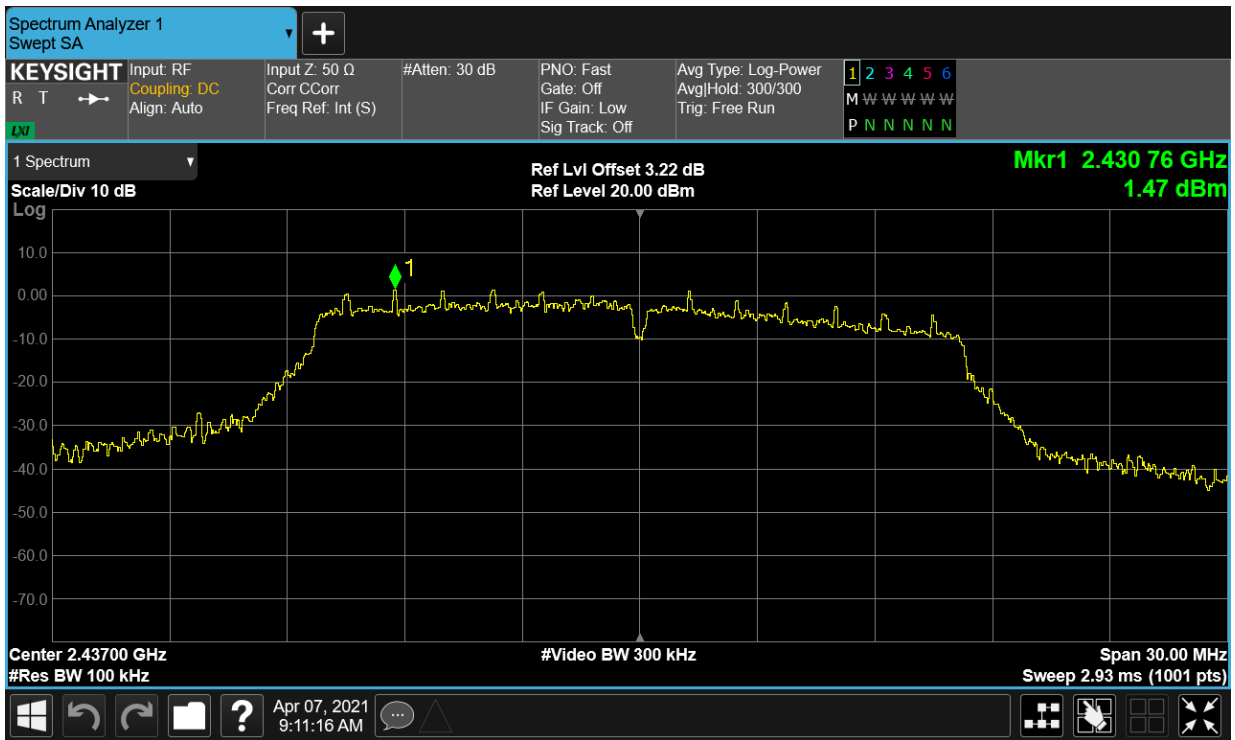 Spectrum Analyzer 1
Swept SA
KEYSIGHT
R T
LXI
Input: RF
Coupling: DC
Align: Auto
Input Z: 50 Ω
Corr CCorr
Freq Ref: Int (S)
#Atten: 30 dB
PNO: Fast
Gate: Off
IF Gain: Low
Sig Track: Off
Avg Type: Log-Power
Avg|Hold: 300/300
Trig: Free Run
1 2 3 4 5 6
M W W W W W
P N N N N N
1 Spectrum
Scale/Div 10 dB
Log
Ref Lvl Offset 3.22 dB
Ref Level 20.00 dBm
Mkr1 2.430 76 GHz
1.47 dBm
10.0
0.00
-10.0
-20.0
-30.0
-40.0
-50.0
-60.0
-70.0
1
Center 2.43700 GHz
#Res BW 100 kHz
#Video BW 300 kHz
Span 30.00 MHz
Sweep 2.93 ms (1001 pts)
?
Apr 07, 2021
9:11:16 AM